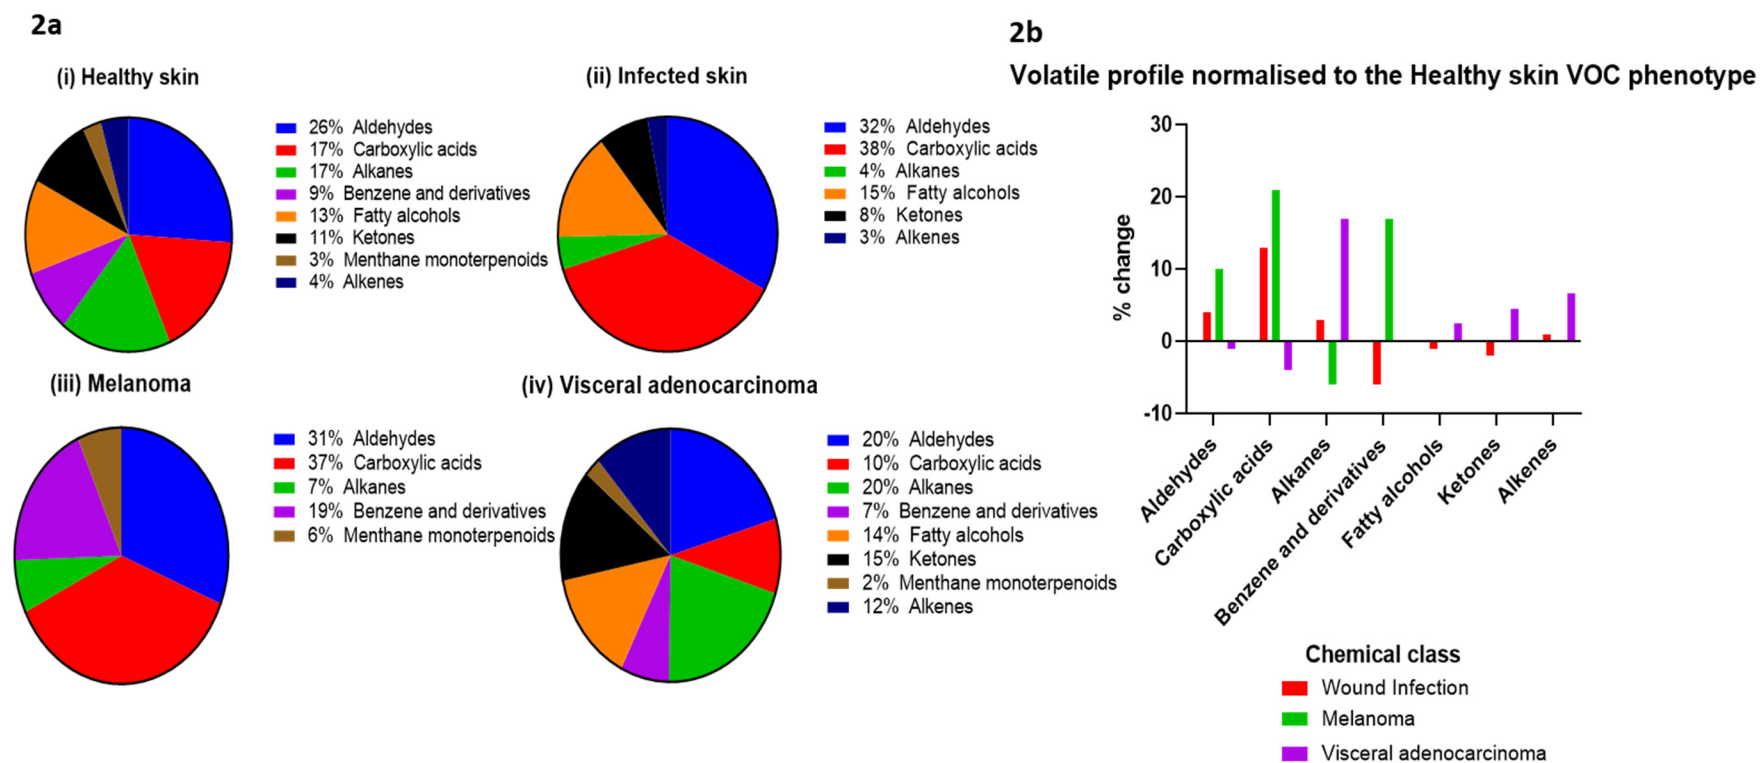 2a
(i) Healthy skin
26% Aldehydes
17% Carboxylic acids
17% Alkanes
9% Benzene and derivatives
13% Fatty alcohols
11% Ketones
3% Menthane monoterpenoids
4% Alkenes
(ii) Infected skin
32% Aldehydes
38% Carboxylic acids
4% Alkanes
15% Fatty alcohols
8% Ketones
3% Alkenes
(iii) Melanoma
31% Aldehydes
37% Carboxylic acids
7% Alkanes
19% Benzene and derivatives
6% Menthane monoterpenoids
(iv) Visceral adenocarcinoma
20% Aldehydes
10% Carboxylic acids
20% Alkanes
7% Benzene and derivatives
14% Fatty alcohols
15% Ketones
2% Menthane monoterpenoids
12% Alkenes
2b
Volatile profile normalised to the Healthy skin VOC phenotype
% change
30
20
10
0
-10
Aldehydes
Carboxylic acids
Alkanes
Benzene and derivatives
Fatty alcohols
Ketones
Alkenes
Chemical class
Wound Infection
Melanoma
Visceral adenocarcinoma